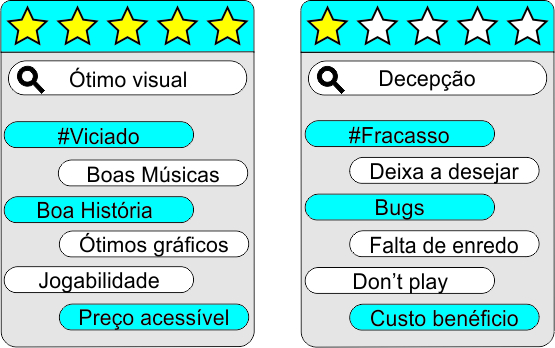 Ótimo visual
#Viciado
Boas Músicas
Boa História
Ótimos gráficos
Jogabilidade
Preço acessível
Decepção
#Fracasso
Deixa a desejar
Bugs
Falta de enredo
Don't play
Custo benéficio